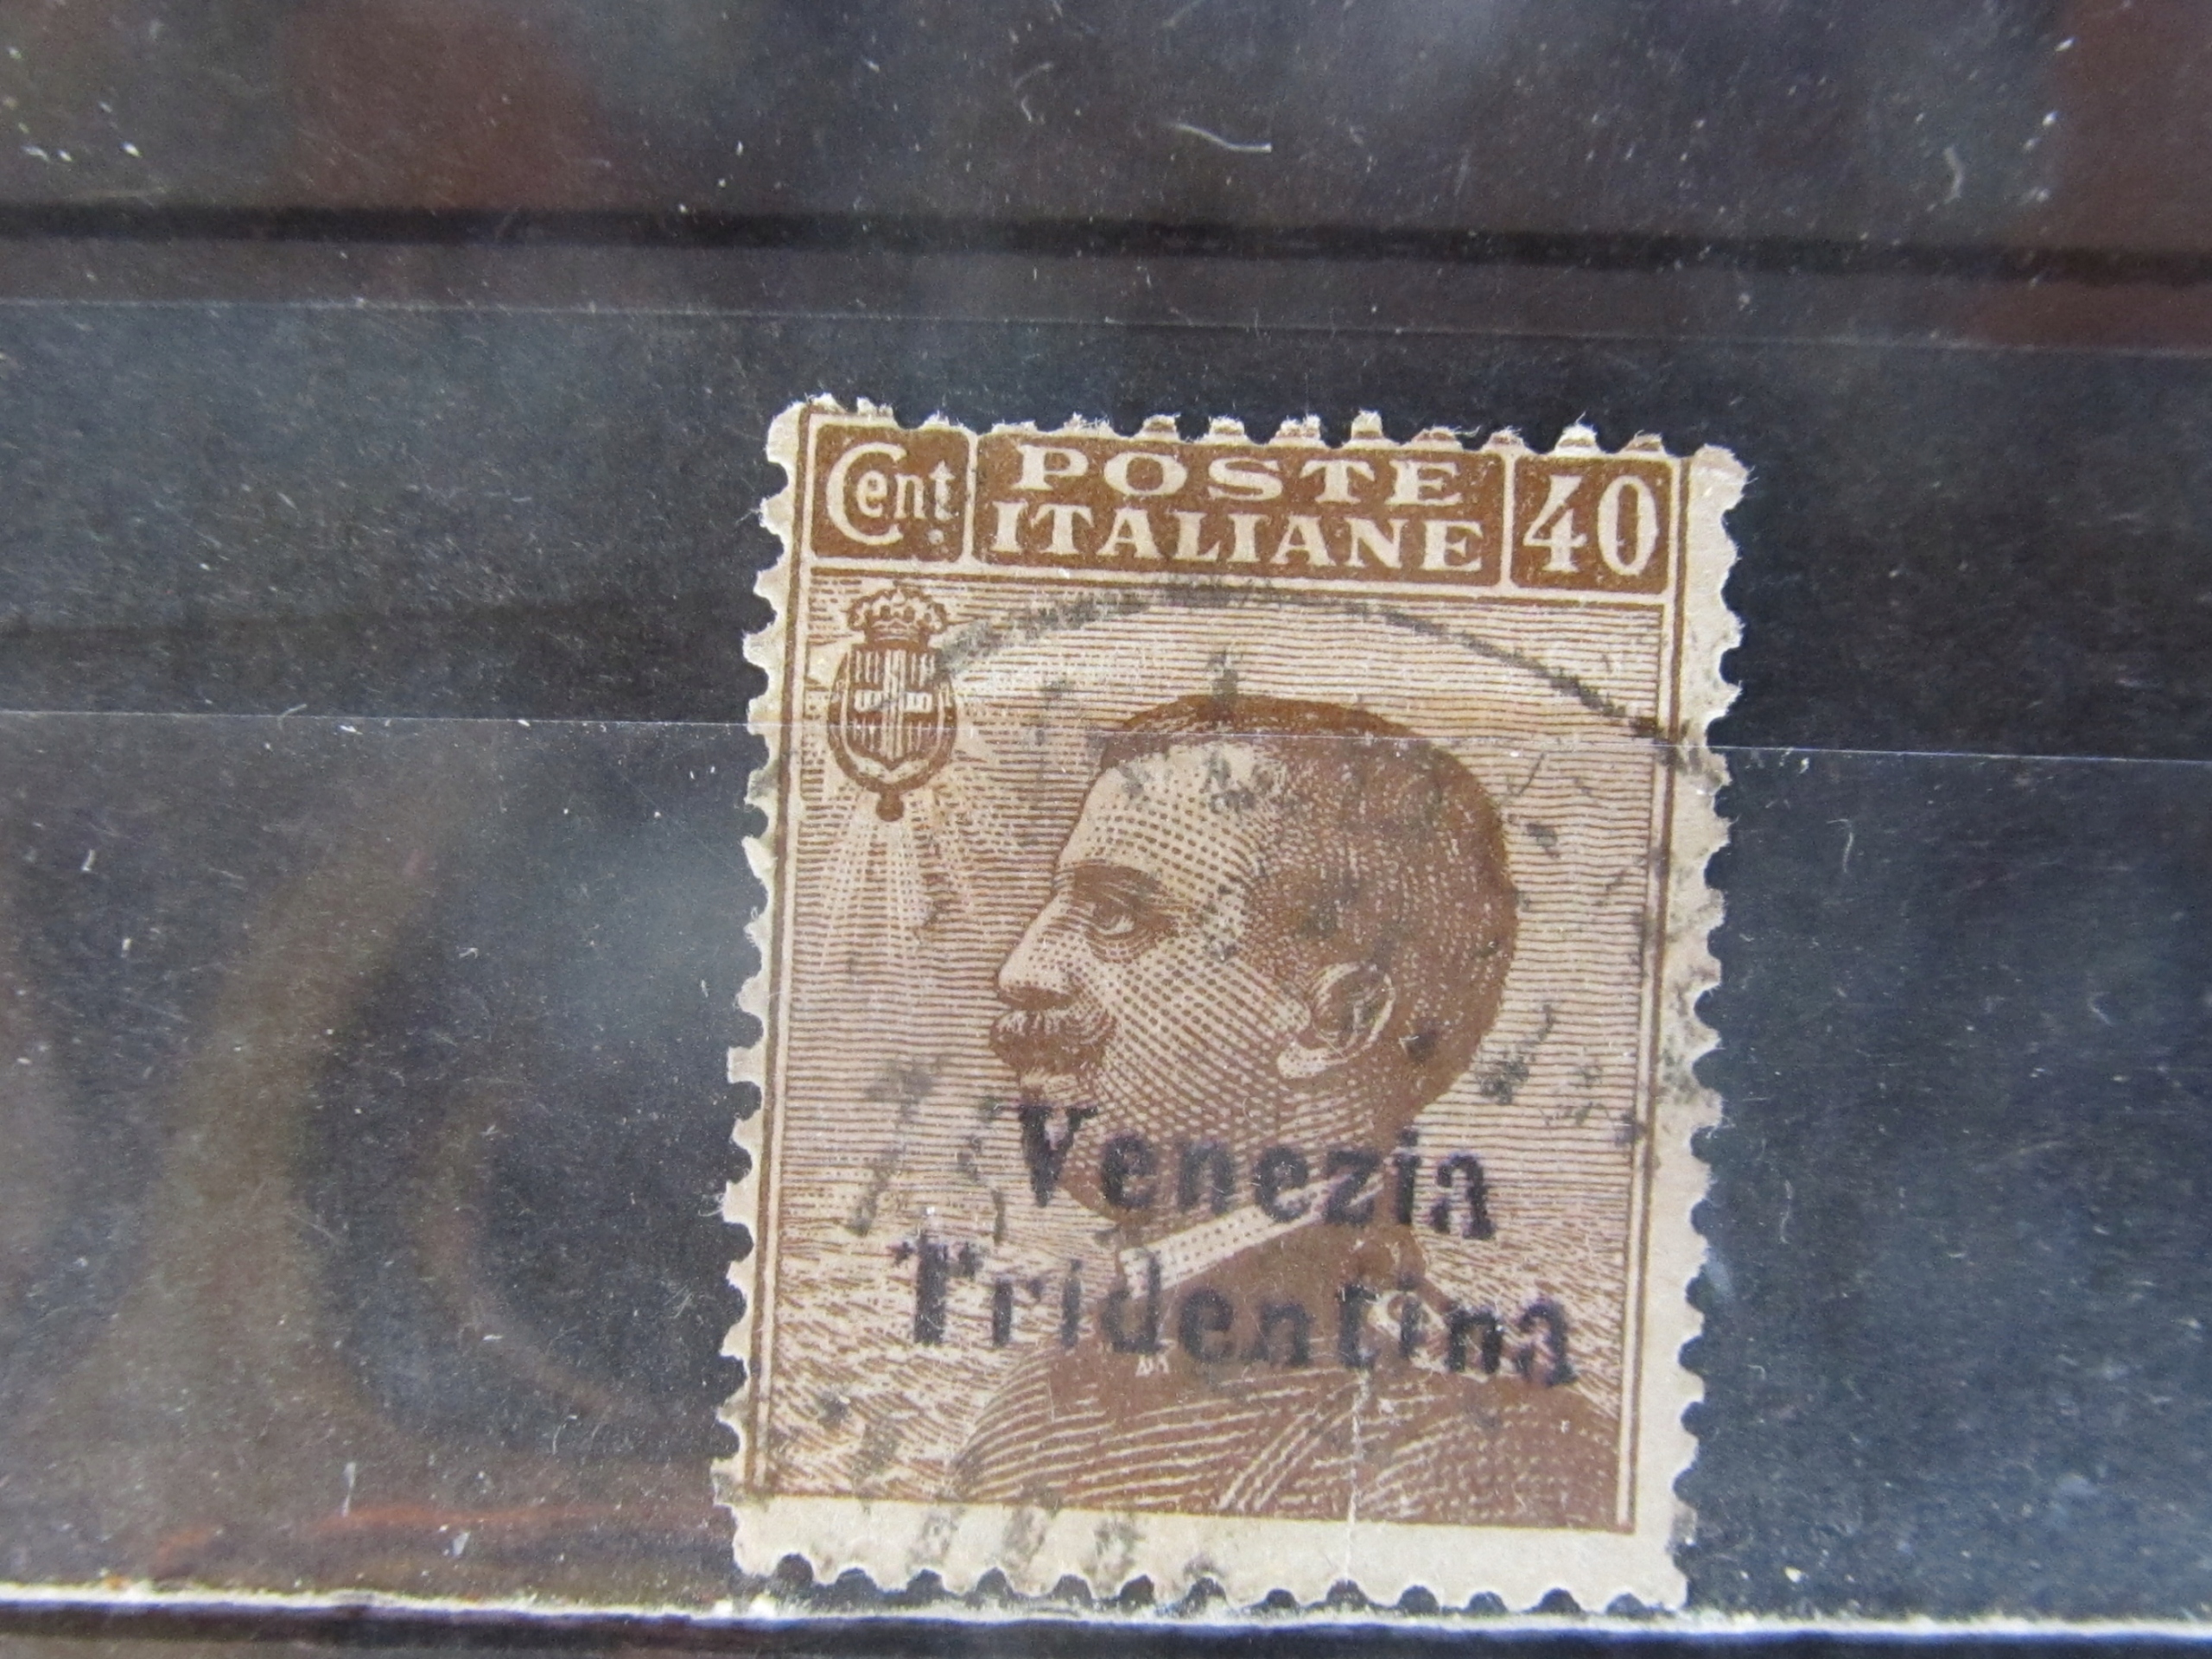 Cent.
POSTE
ITALIANE
40
Venezia
Tridentina